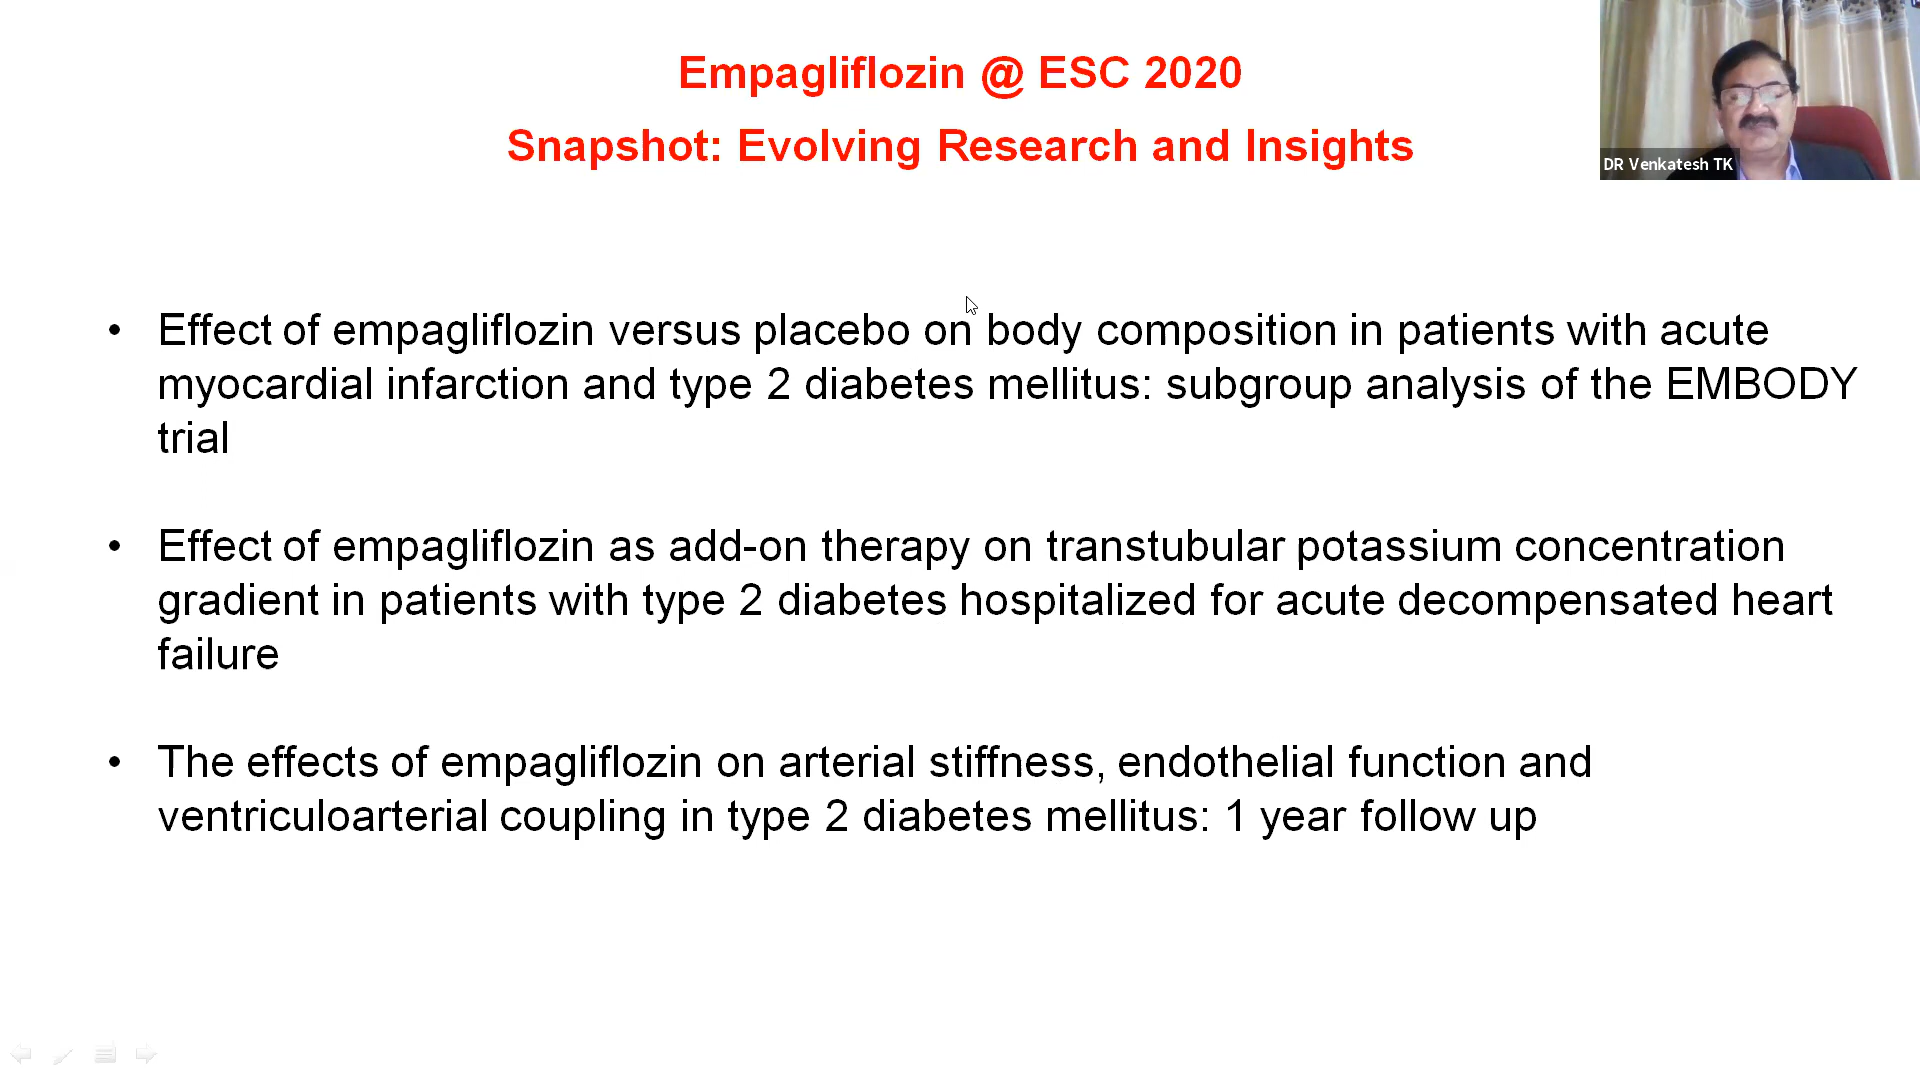 Empagliflozin @ ESC 2020
Snapshot: Evolving Research and Insights
DR Venkatesh TK
• Effect of empagliflozin versus placebo on body composition in patients with acute
myocardial infarction and type 2 diabetes mellitus: subgroup analysis of the EMBODY
trial
• Effect of empagliflozin as add-on therapy on transtubular potassium concentration
gradient in patients with type 2 diabetes hospitalized for acute decompensated heart
failure
• The effects of empagliflozin on arterial stiffness, endothelial function and
ventriculoarterial coupling in type 2 diabetes mellitus: 1 year follow up